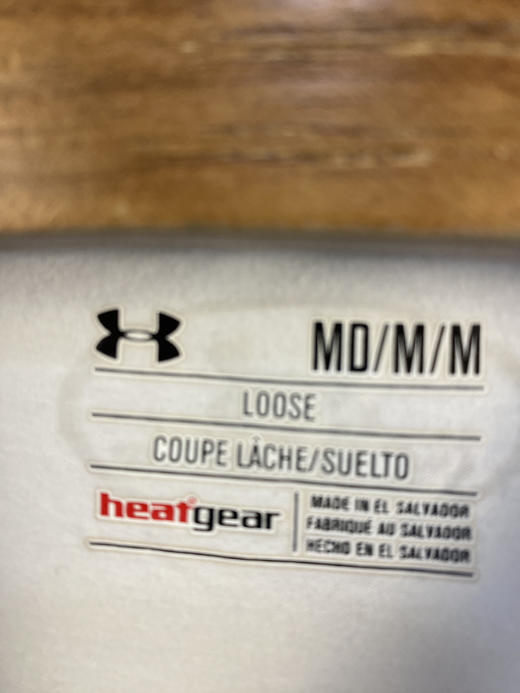 MD/M/M
LOOSE
COUPE LÂCHE/SUELTO
heatgear®
MADE IN EL SALVADOR
FABRIQUÉ AU SALVADOR
HECHO EN EL SALVADOR